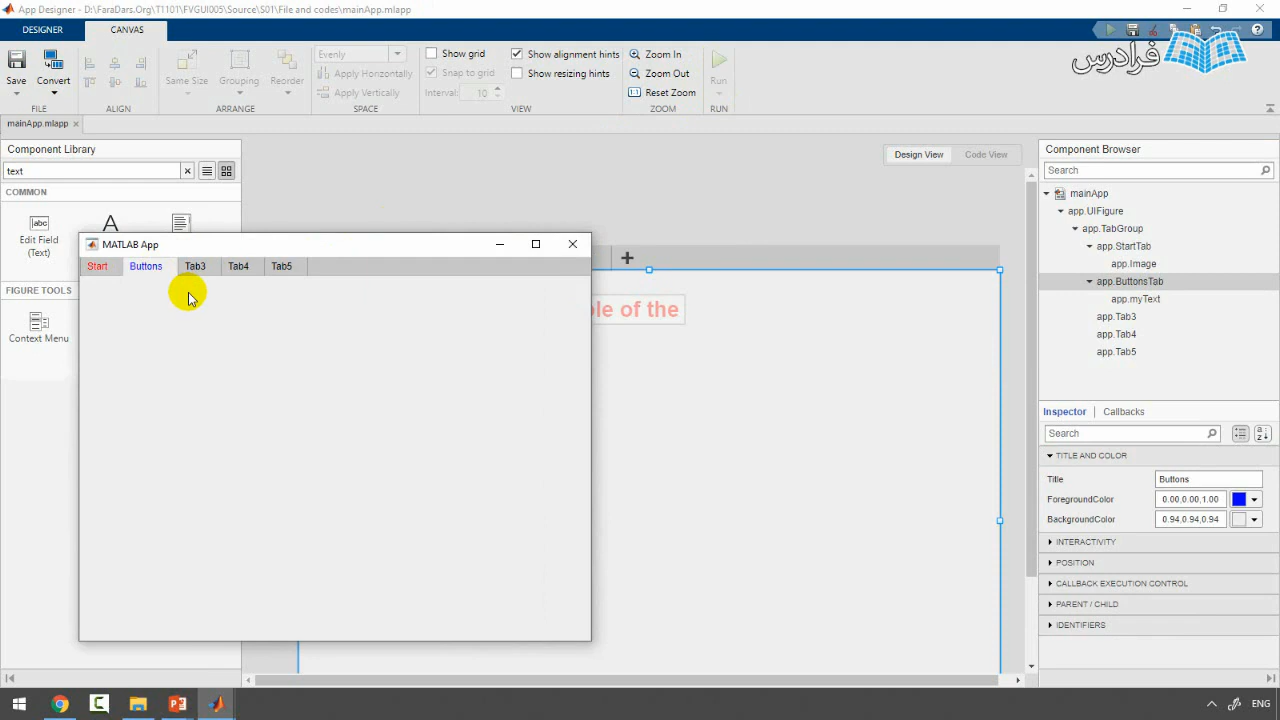 App Designer - D:\FaraDars.Org\T1101\FVGUI005\Source\S01\File and codes\mainApp.mlapp
DESIGNER
CANVAS
Save
Convert
Same Size
Grouping
Reorder
Evenly
Apply Horizontally
Apply Vertically
Show grid
Snap to grid
Interval: 10
Show alignment hints
Show resizing hints
Zoom In
Zoom Out
Reset Zoom
Run
فرادرس
FILE
ALIGN
ARRANGE
SPACE
VIEW
ZOOM
RUN
mainApp.mlapp
Component Library
text
COMMON
abc
A
Edit Field
(Text)
FIGURE TOOLS
Context Menu
Design View
Code View
ole of the
MATLAB App
Start
Buttons
Tab3
Tab4
Tab5
Component Browser
Search
mainApp
app.UIFigure
app.TabGroup
app.StartTab
app.Image
app.ButtonsTab
app.myText
app.Tab3
app.Tab4
app.Tab5
Inspector
Callbacks
Search
TITLE AND COLOR
Title
Buttons
ForegroundColor
0.00,0.00,1.00
BackgroundColor
0.94,0.94,0.94
INTERACTIVITY
POSITION
CALLBACK EXECUTION CONTROL
PARENT / CHILD
IDENTIFIERS
ENG